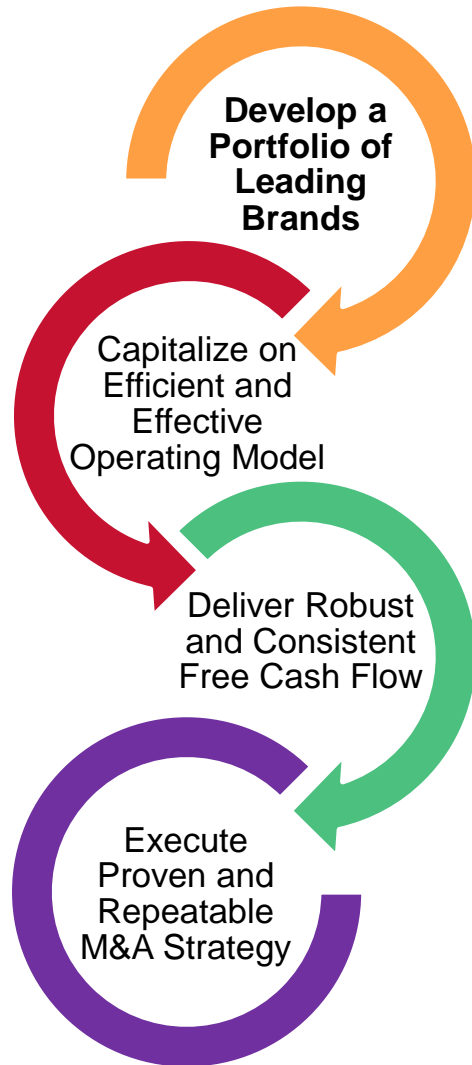 Develop a
Portfolio of
Leading
Brands
Capitalize on
Efficient and
Effective
Operating Model
Deliver Robust
and Consistent
Free Cash Flow
Execute
Proven and
Repeatable
M&A Strategy